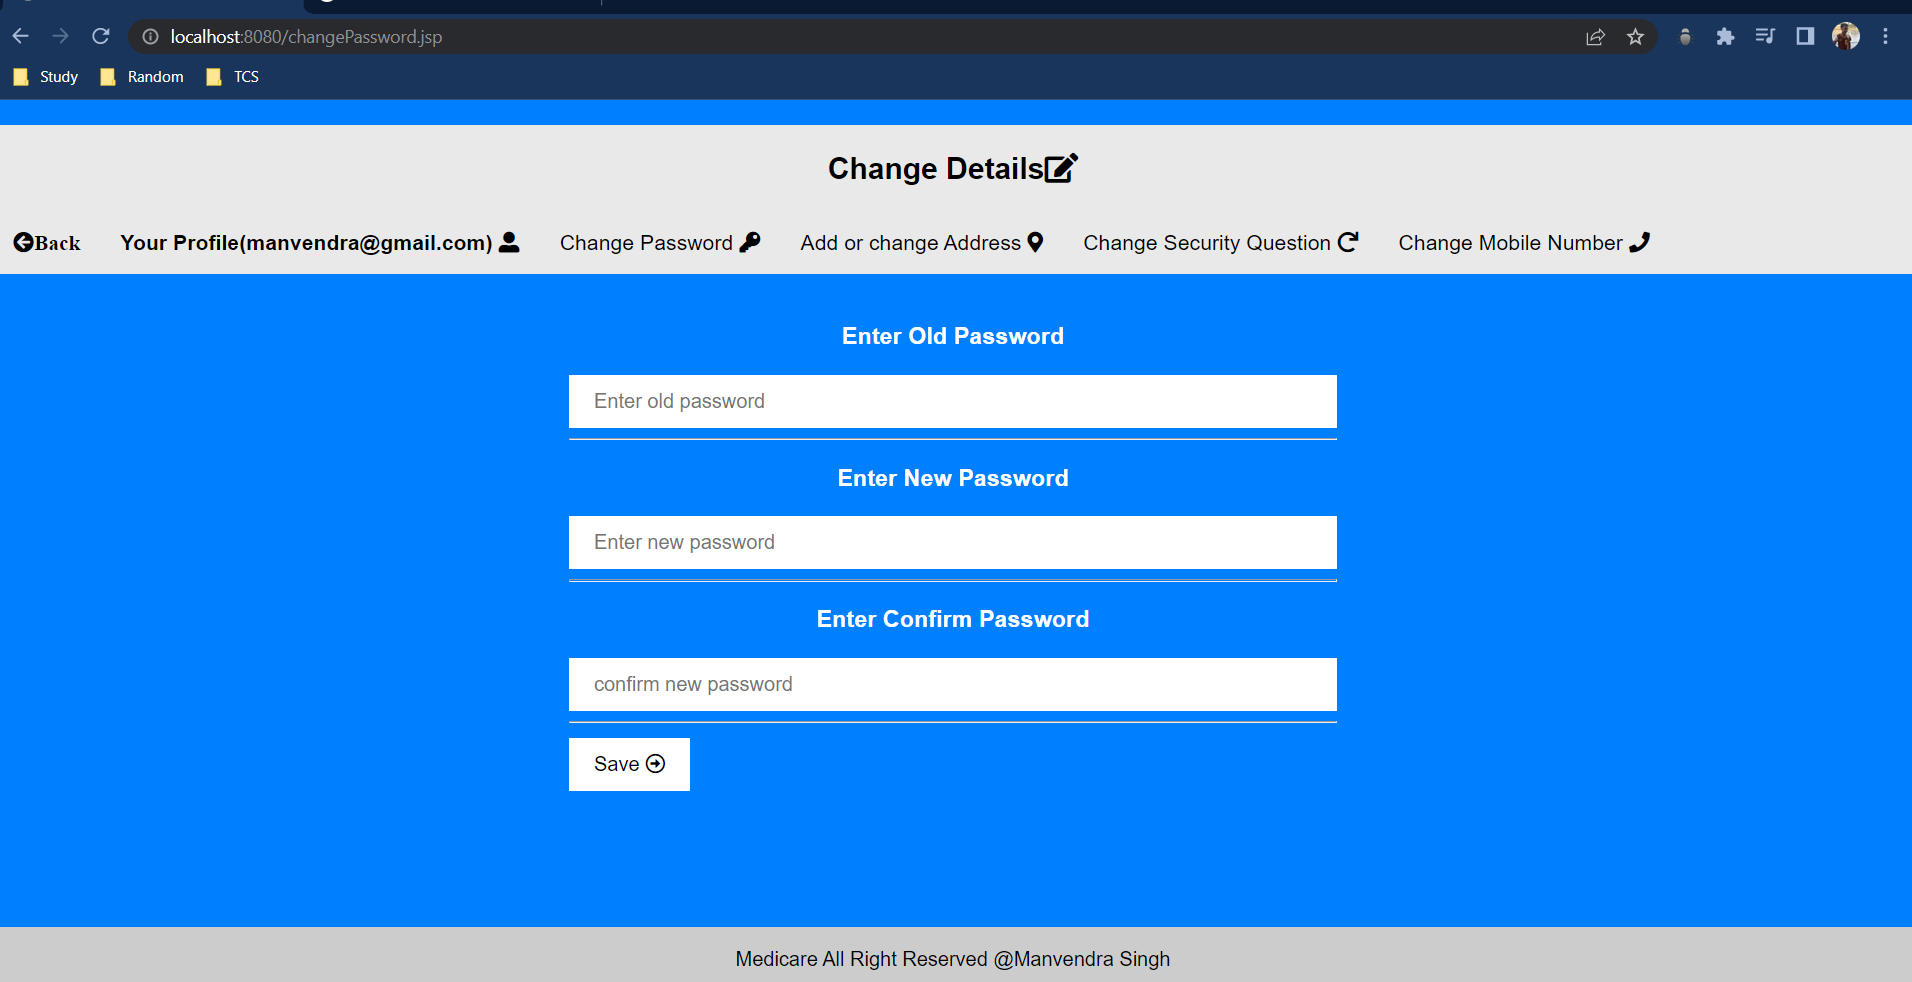 localhost:8080/changePassword.jsp
Study Random TCS
Change Details
Back Your Profile(manvendra@gmail.com) Change Password Add or change Address Change Security Question Change Mobile Number
Enter Old Password
Enter old password
Enter New Password
Enter new password
Enter Confirm Password
confirm new password
Save
Medicare All Right Reserved @Manvendra Singh